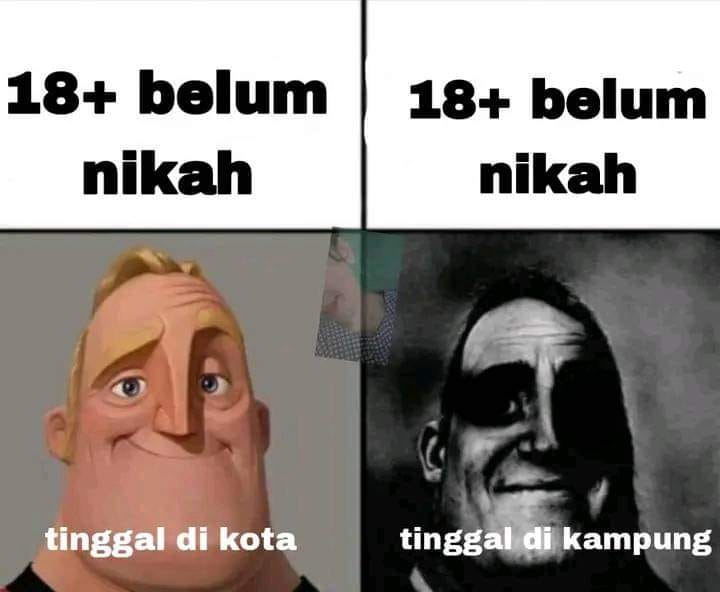 18+ belum
nikah
18+ belum
nikah
tinggal di kota
tinggal di kampung